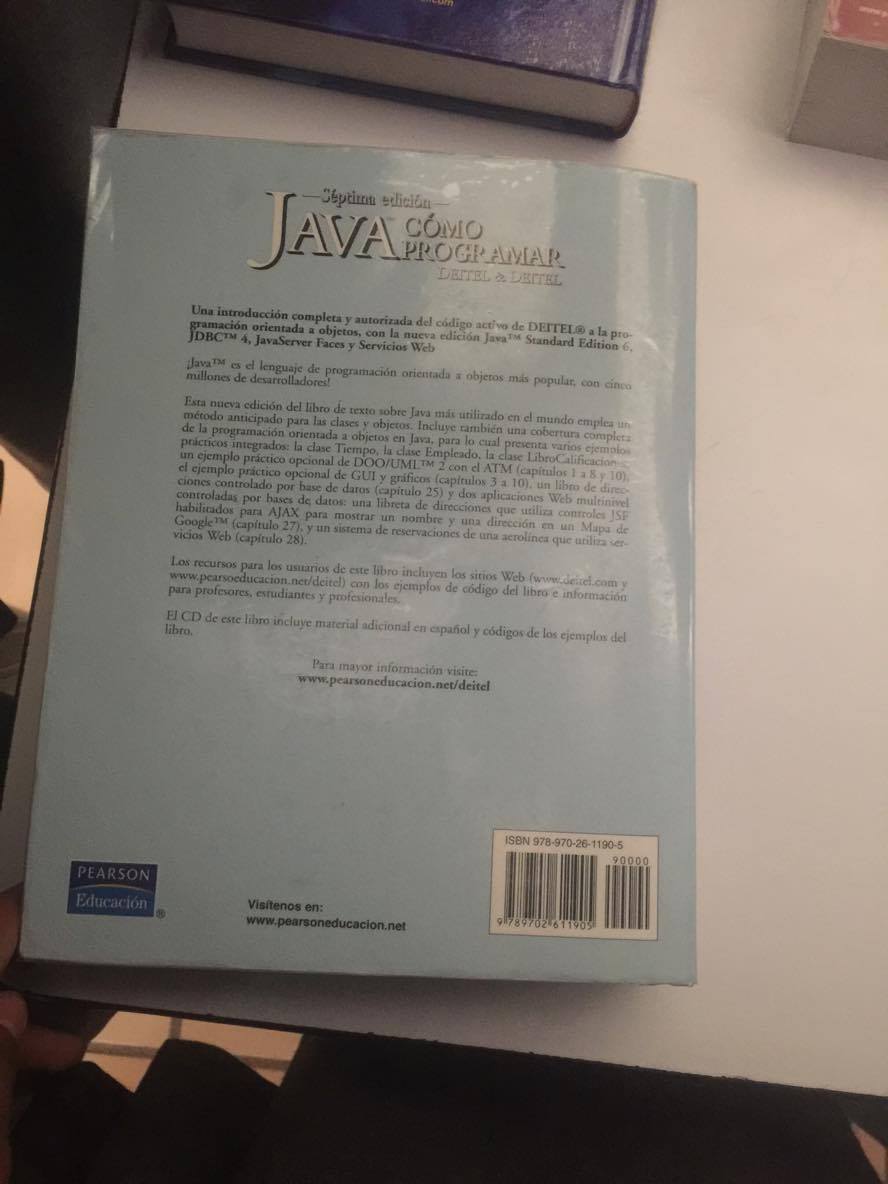 —Séptima edición—
JAVA™ CÓMO
PROGRAMAR
DEITEL & DEITEL
Una introducción completa y autorizada del código activo de DEITEL® a la pro-
gramación orientada a objetos, con la nueva edición Java™ Standard Edition 6,
JDBC™ 4, JavaServer Faces y Servicios Web
¡Java™ es el lenguaje de programación orientada a objetos más popular, con cinco
millones de desarrolladores!
Esta nueva edición del libro de texto sobre Java más utilizado en el mundo emplea un
método anticipado para las clases y objetos. Incluye también una cobertura completa
de la programación orientada a objetos en Java, para lo cual presenta varios ejemplos
prácticos integrados: la clase Tiempo, la clase Empleado, la clase LibroCalificaciones,
un ejemplo práctico opcional de DOO/UML™ 2 con el ATM (capítulos 1 a 8 y 10),
el ejemplo práctico opcional de GUI y gráficos (capítulos 3 a 10), un libro de direc-
ciones controlado por base de datos (capítulo 25) y dos aplicaciones Web multinivel
controladas por bases de datos: una libreta de direcciones que utiliza controles JSF
habilitados para AJAX para mostrar un nombre y una dirección en un Mapa de
Google™ (capítulo 27), y un sistema de reservaciones de una aerolínea que utiliza ser-
vicios Web (capítulo 28).
Los recursos para los usuarios de este libro incluyen los sitios Web (www.deitel.com y
www.pearsoeducacion.net/deitel) con los ejemplos de código del libro e información
para profesores, estudiantes y profesionales.
El CD de este libro incluye material adicional en español y códigos de los ejemplos del
libro.
Para mayor información visite:
www.pearsoneducacion.net/deitel
ISBN 978-970-26-1190-5
90000
9 789702 611905
PEARSON
Educación ®
Visítenos en:
www.pearsoneducacion.net